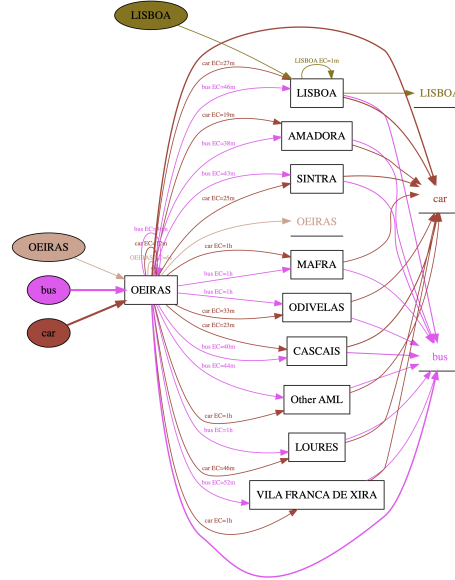 LISBOA
LISBOA EC=1m
car EC=27m
bus EC=46m
LISBOA
LISBOA
car EC=19m
AMADORA
bus EC=38m
bus EC=43m
SINTRA
car EC=25m
car
OEIRAS
OEIRAS
car EC=1h
MAFRA
bus EC=1h
bus
OEIRAS
bus EC=1h
ODIVELAS
car EC=33m
car EC=23m
car
bus EC=40m
CASCAIS
bus
bus EC=44m
Other AML
car EC=1h
bus EC=1h
LOURES
car EC=46m
bus EC=52m
VILA FRANCA DE XIRA
car EC=1h